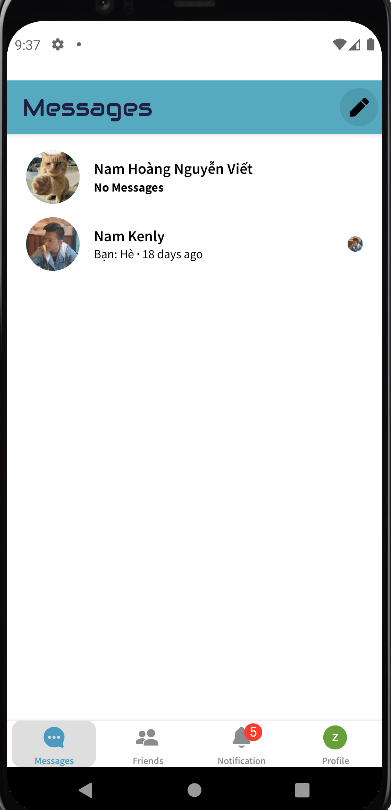 9:37
Messages
Nam Hoàng Nguyễn Viết
No Messages
Nam Kenly
Bạn: Hè · 18 days ago
5
Z
Messages Friends Notification Profile